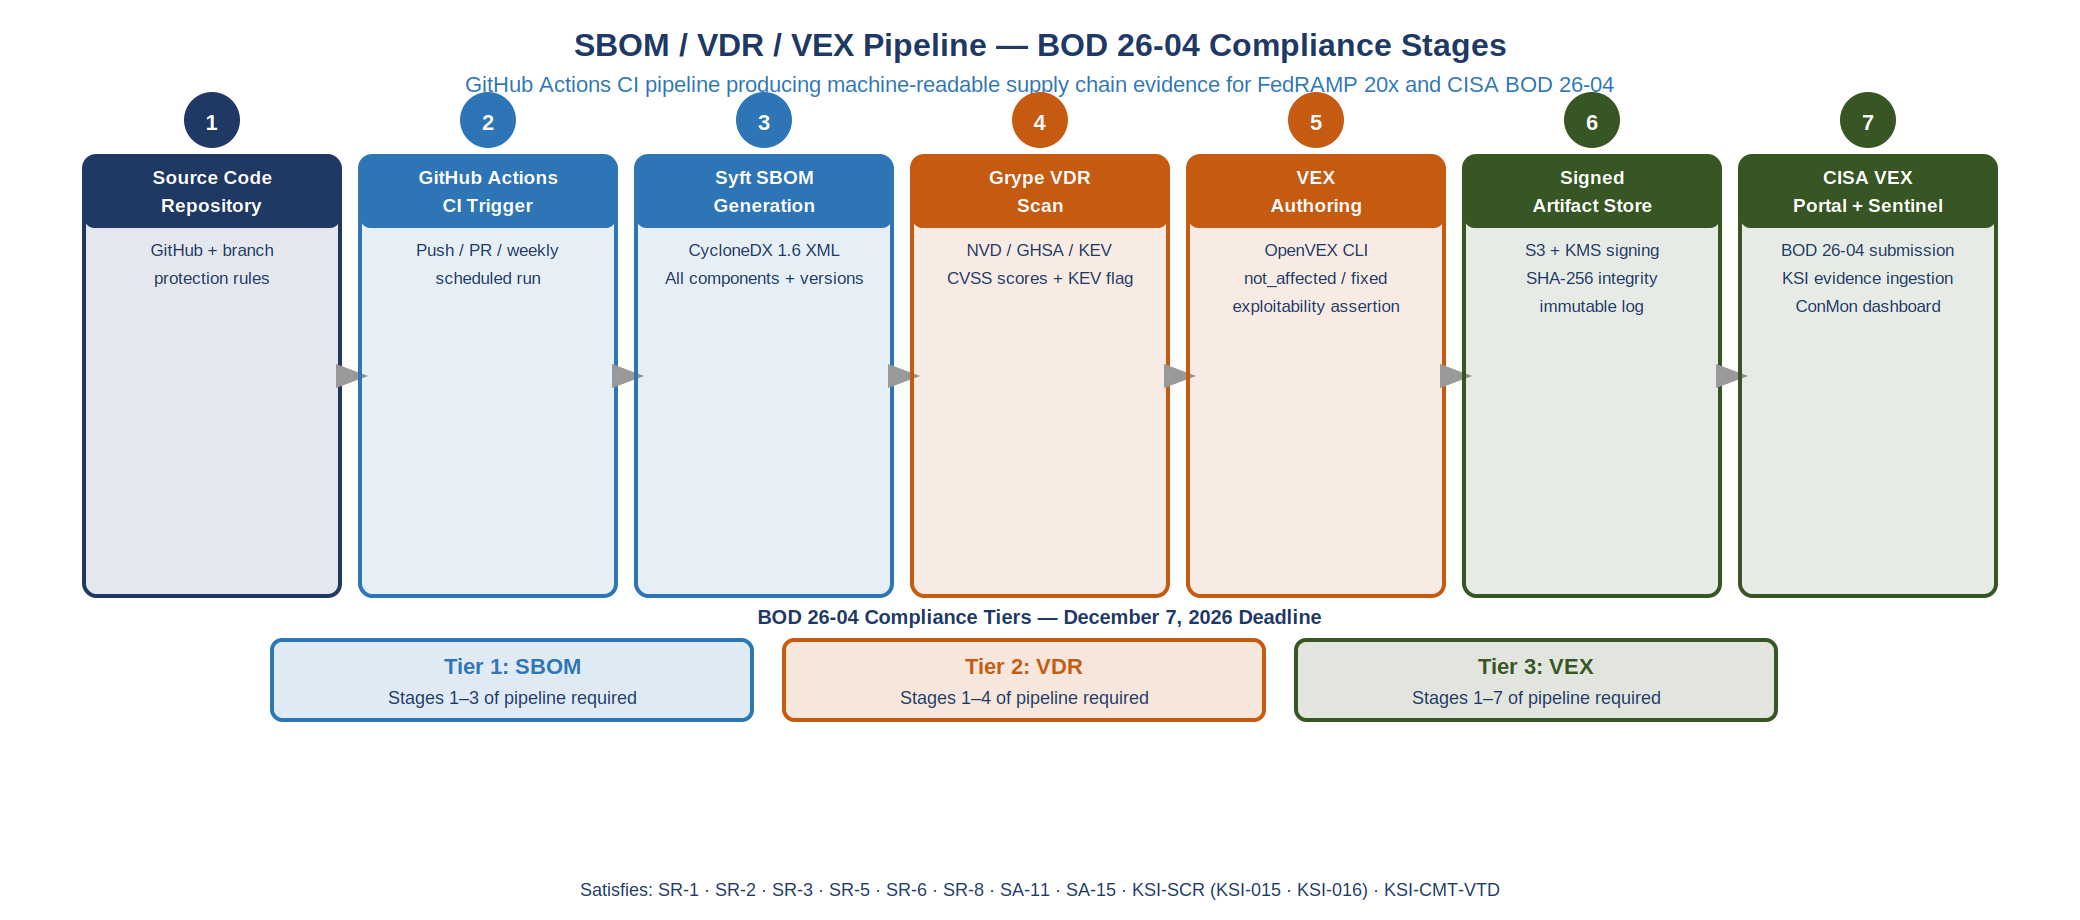 SBOM / VDR / VEX Pipeline — BOD 26-04 Compliance Stages
GitHub Actions CI pipeline producing machine-readable supply chain evidence for FedRAMP 20x and CISA BOD 26-04
1
Source Code
Repository
GitHub + branch
protection rules
2
GitHub Actions
CI Trigger
Push / PR / weekly
scheduled run
3
Syft SBOM
Generation
CycloneDX 1.6 XML
All components + versions
4
Grype VDR
Scan
NVD / GHSA / KEV
CVSS scores + KEV flag
5
VEX
Authoring
OpenVEX CLI
not_affected / fixed
exploitability assertion
6
Signed
Artifact Store
S3 + KMS signing
SHA-256 integrity
immutable log
7
CISA VEX
Portal + Sentinel
BOD 26-04 submission
KSI evidence ingestion
ConMon dashboard
BOD 26-04 Compliance Tiers — December 7, 2026 Deadline
Tier 1: SBOM
Stages 1–3 of pipeline required
Tier 2: VDR
Stages 1–4 of pipeline required
Tier 3: VEX
Stages 1–7 of pipeline required
Satisfies: SR-1 · SR-2 · SR-3 · SR-5 · SR-6 · SR-8 · SA-11 · SA-15 · KSI-SCR (KSI-015 · KSI-016) · KSI-CMT-VTD